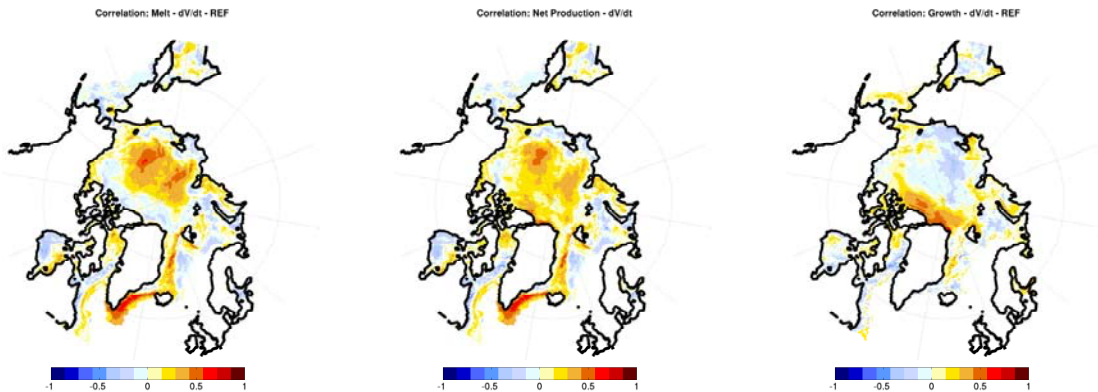 Correlation: Melt - dV/dt - REF
Correlation: Net Production - dV/dt
Correlation: Growth - dV/dt - REF
-1 -0.5 0 0.5 1
-1 -0.5 0 0.5 1
-1 -0.5 0 0.5 1